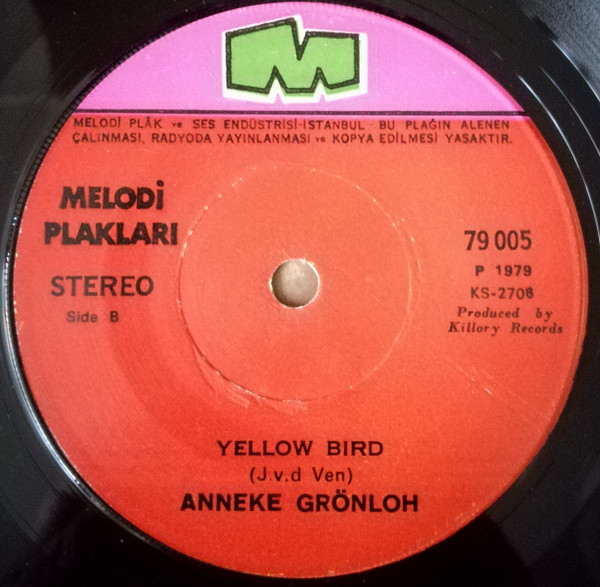 M
MELODİ PLÂK ve SES ENDÜSTRİSİ-İSTANBUL - BU PLAĞIN ALENEN
ÇALINMASI, RADYODA YAYINLANMASI ve KOPYA EDİLMESİ YASAKTIR.
MELODİ
PLAKLARI
STEREO
Side B
79 005
P 1979
KS-2706
Produced by
Killory Records
YELLOW BIRD
(J.v.d Ven)
ANNEKE GRÖNLOH